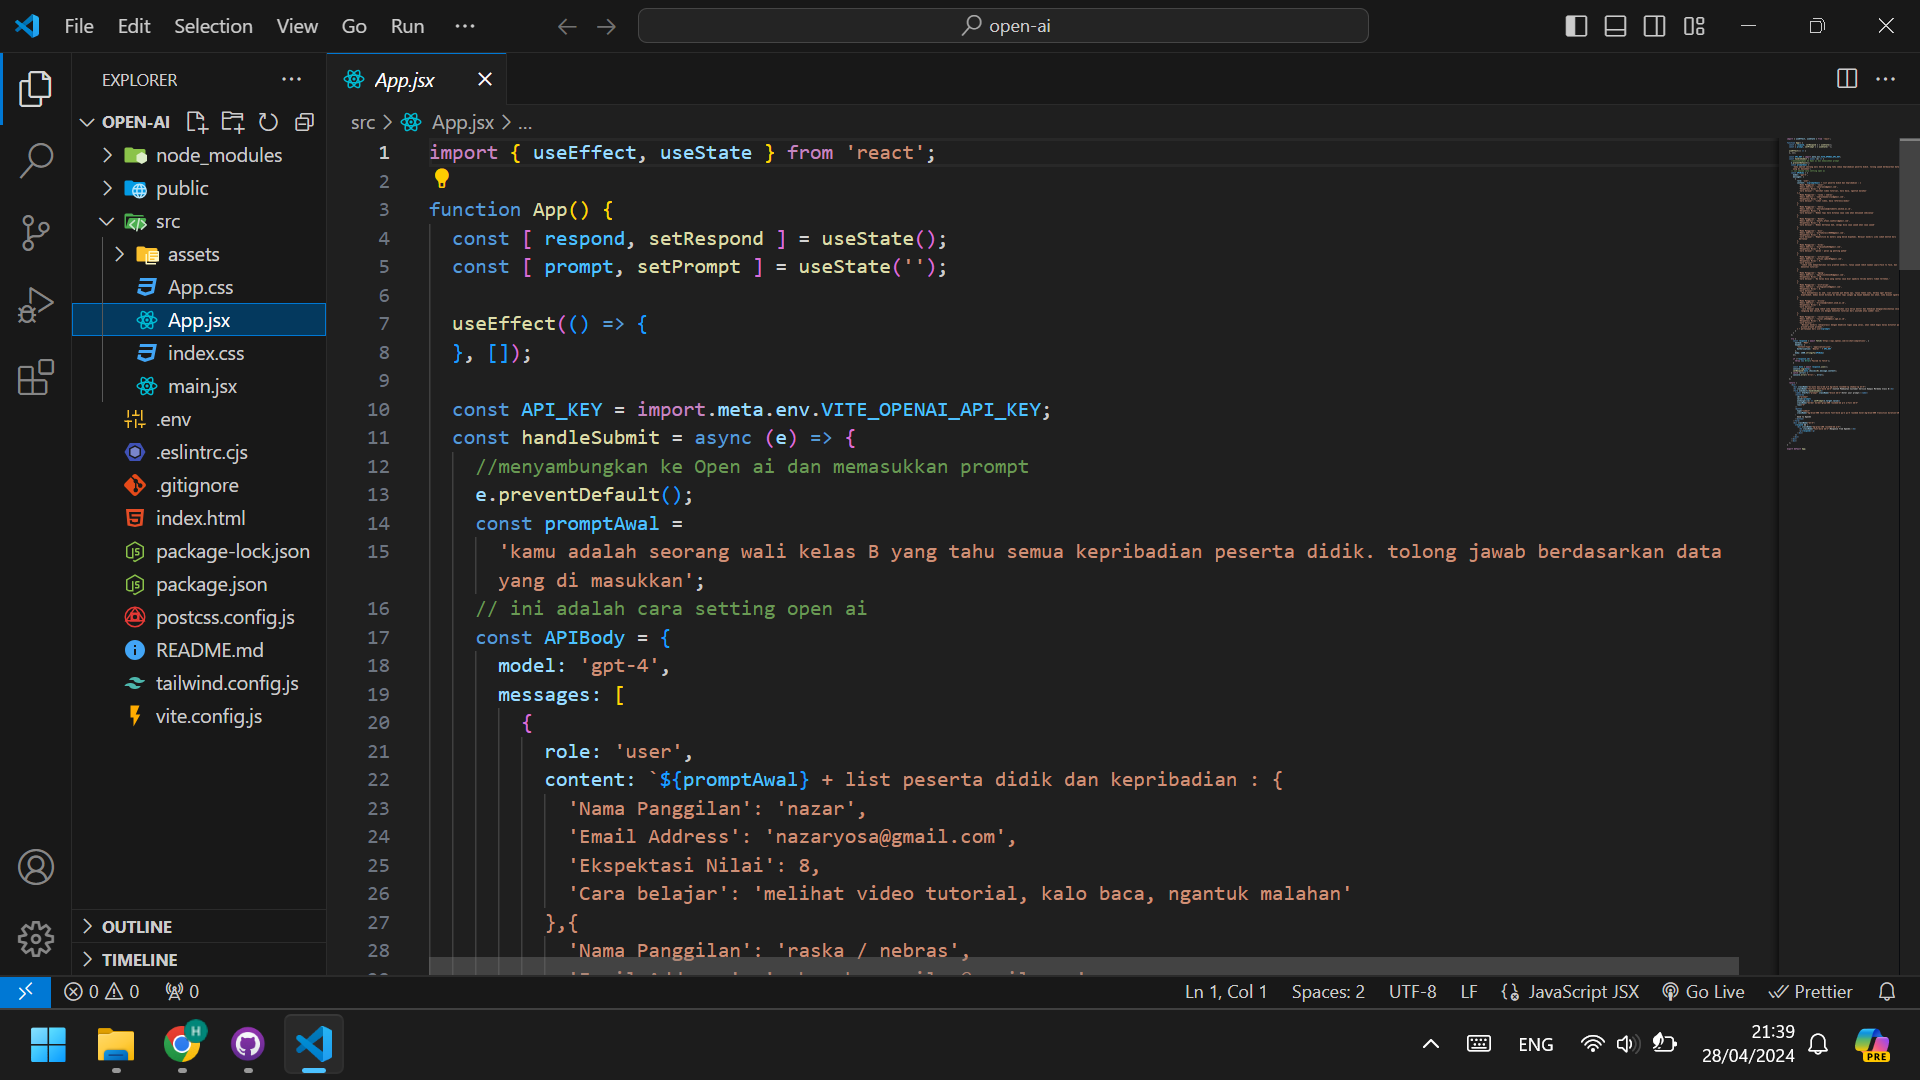 File Edit Selection View Go Run
open-ai
EXPLORER
App.jsx
OPEN-AI
src > App.jsx > ...
node_modules
public
src
assets
App.css
App.jsx
index.css
main.jsx
.env
.eslintrc.cjs
.gitignore
index.html
package-lock.json
package.json
postcss.config.js
README.md
tailwind.config.js
vite.config.js
OUTLINE
TIMELINE
1 import { useEffect, useState } from 'react';
2
3 function App() {
4 const [ respond, setRespond ] = useState();
5 const [ prompt, setPrompt ] = useState('');
6
7 useEffect(() => {
8 }, []);
9
10 const API_KEY = import.meta.env.VITE_OPENAI_API_KEY;
11 const handleSubmit = async (e) => {
12 //menyambungkan ke Open ai dan memasukkan prompt
13 e.preventDefault();
14 const promptAwal =
15 'kamu adalah seorang wali kelas B yang tahu semua kepribadian peserta didik. tolong jawab berdasarkan data
yang di masukkan';
16 // ini adalah cara setting open ai
17 const APIBody = {
18 model: 'gpt-4',
19 messages: [
20 {
21 role: 'user',
22 content: `${promptAwal} + list peserta didik dan kepribadian : {
23 'Nama Panggilan': 'nazar',
24 'Email Address': 'nazaryosa@gmail.com',
25 'Ekspektasi Nilai': 8,
26 'Cara belajar': 'melihat video tutorial, kalo baca, ngantuk malahan'
27 },{
28 'Nama Panggilan': 'raska / nebras',
0 0 0
Ln 1, Col 1 Spaces: 2 UTF-8 LF JavaScript JSX Go Live Prettier
H
ENG
21:39
28/04/2024
PRE